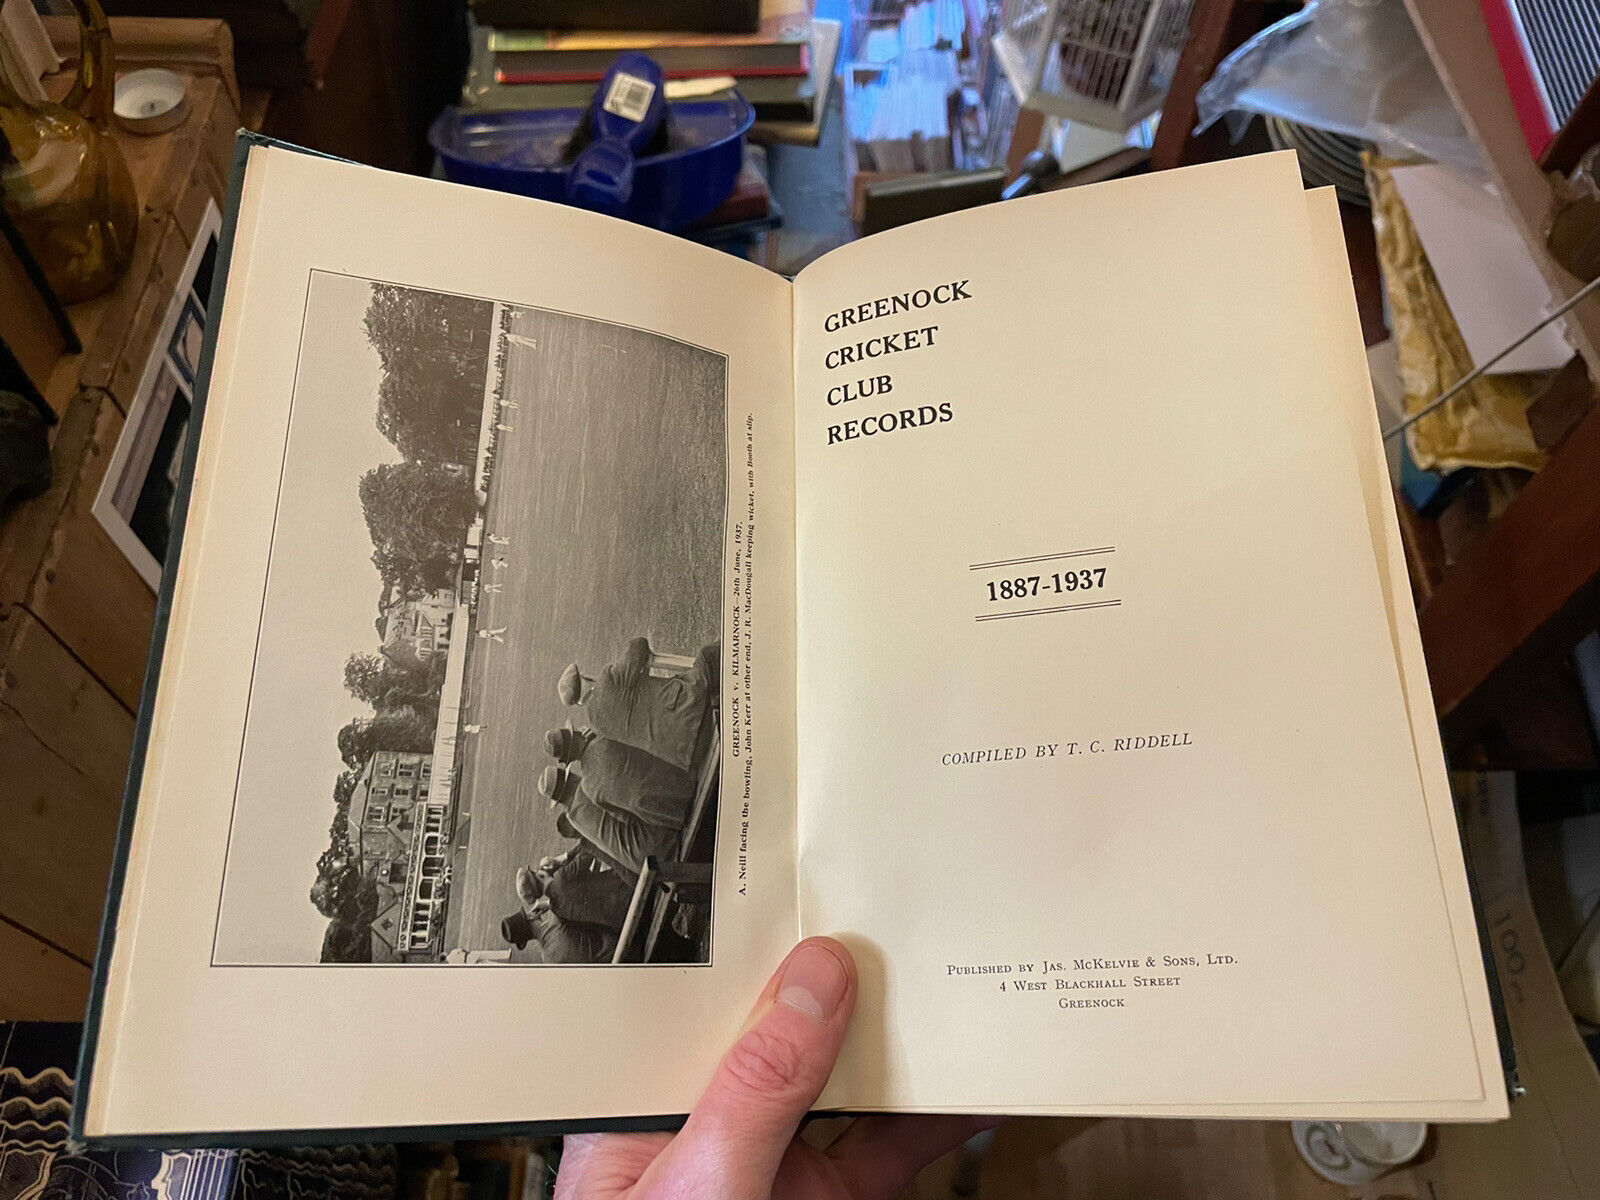 GREENOCK v. KILMARNOCK—26th June, 1937.
A. Neill facing the bowling, John Kerr at other end, J. R. MacDougall keeping wicket, with Booth at slip.
GREENOCK
CRICKET
CLUB
RECORDS
1887-1937
COMPILED BY T. C. RIDDELL
PUBLISHED BY JAS. MCKELVIE & SONS, LTD.
4 WEST BLACKHALL STREET
GREENOCK
100